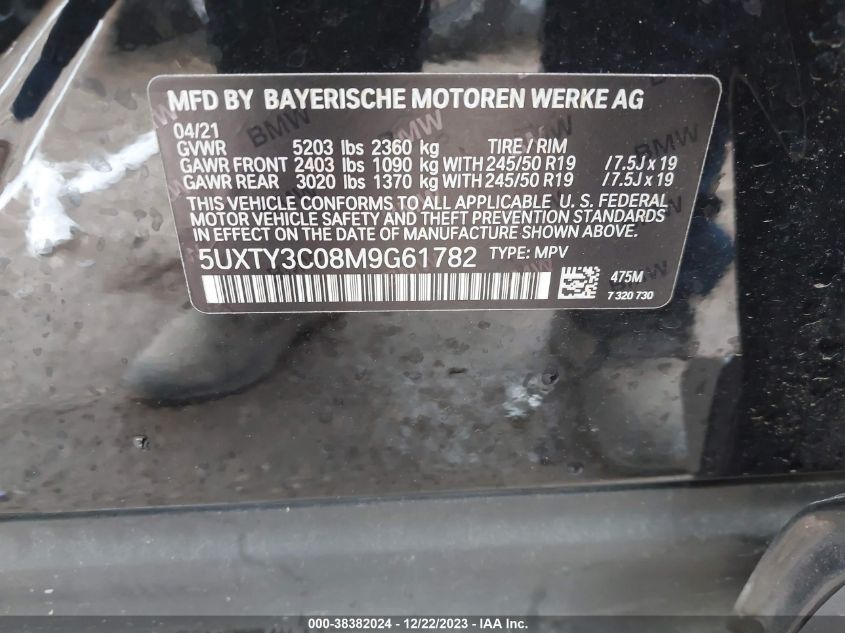 MFD BY BAYERISCHE MOTOREN WERKE AG
04/21
GVWR 5203 lbs 2360 kg TIRE / RIM
GAWR FRONT 2403 lbs 1090 kg WITH 245/50 R19 / 7.5J x 19
GAWR REAR 3020 lbs 1370 kg WITH 245/50 R19 / 7.5J x 19
THIS VEHICLE CONFORMS TO ALL APPLICABLE U. S. FEDERAL
MOTOR VEHICLE SAFETY AND THEFT PREVENTION STANDARDS
IN EFFECT ON THE DATE OF MANUFACTURE SHOWN ABOVE.
5UXTY3C08M9G61782 TYPE: MPV
475M
7 320 730
000-38382024 - 12/22/2023 - IAA Inc.